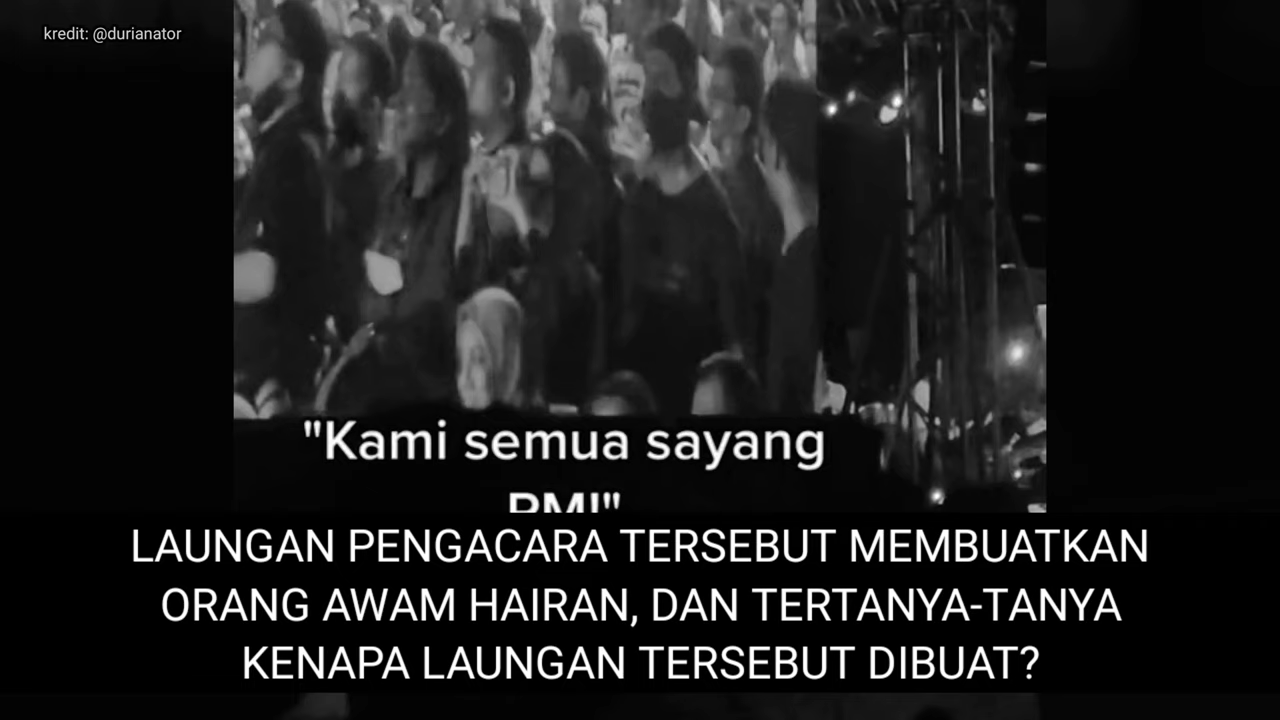 kredit: @durianator
"Kami semua sayang
PMI"
LAUNGAN PENGACARA TERSEBUT MEMBUATKAN
ORANG AWAM HAIRAN, DAN TERTANYA-TANYA
KENAPA LAUNGAN TERSEBUT DIBUAT?